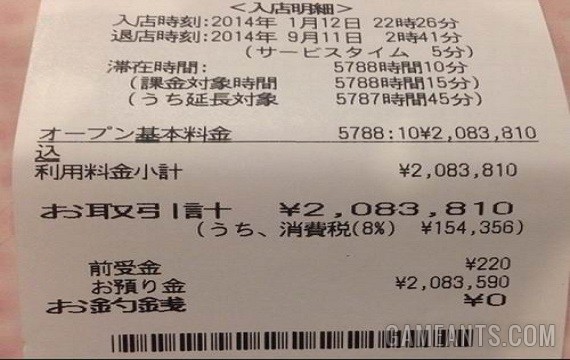 <入店明細>
入店時刻:2014年 1月12日 22時26分
退店時刻:2014年 9月11日 2時41分
(サービスタイム 5分)
滞在時間: 5788時間10分
(課金対象時間 5788時間15分)
(うち延長対象 5787時間45分)
オープン基本料金 5788:10¥2,083,810
込
利用料金小計 ¥2,083,810
お取引計 ¥2,083,810
(うち、消費税(8%) ¥154,356)
前受金 ¥220
お預り金 ¥2,083,590
お釣銭 ¥0
GAMEANTS.COM